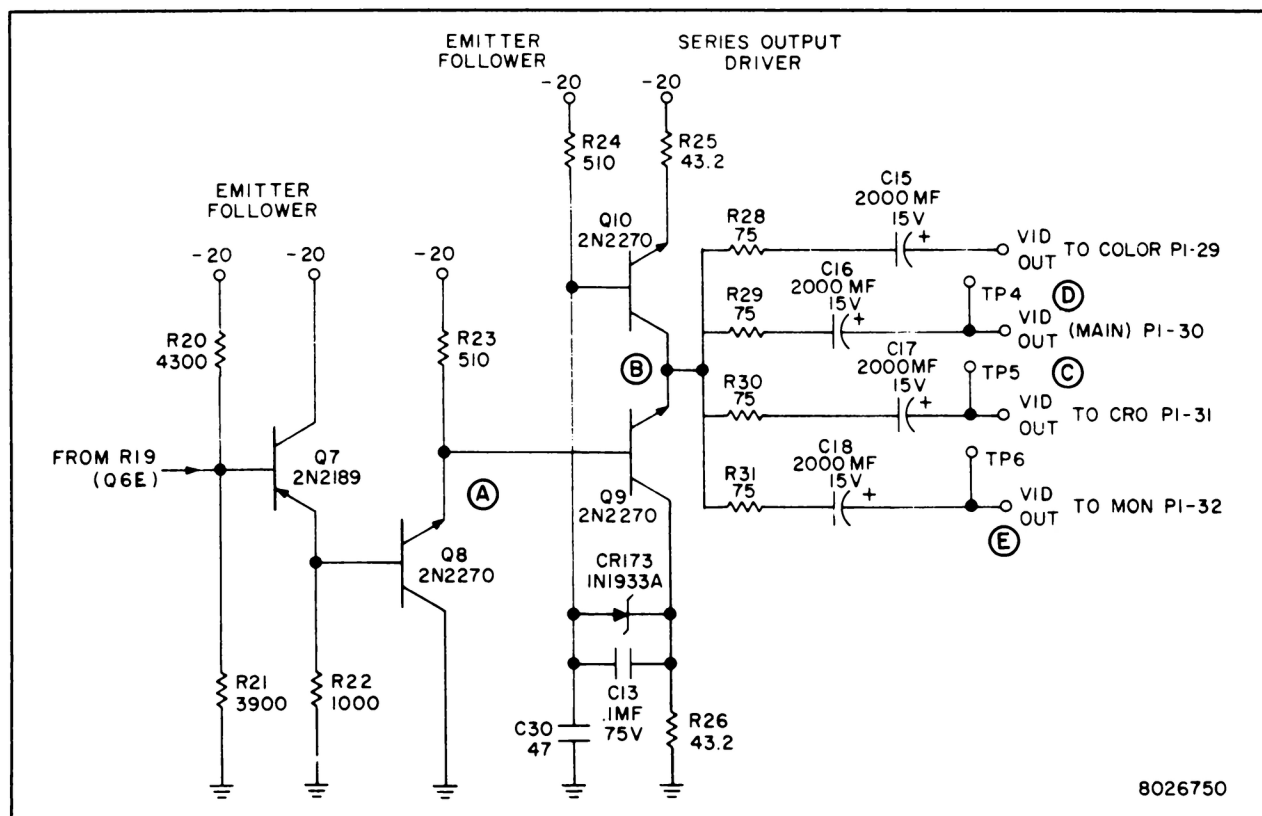 EMITTER
FOLLOWER
SERIES OUTPUT
DRIVER
-20
-20
R24
510
R25
43.2
EMITTER
FOLLOWER
-20
-20
-20
Q10
2N2270
R28
75
C15
2000 MF
15V
+
VID
OUT
TO COLOR P1-29
R20
4300
R23
510
R29
75
C16
2000 MF
15V
+
TP4
D
VID
OUT
(MAIN) P1-30
B
R30
75
C17
2000MF
15V
+
TP5
C
VID
OUT
TO CRO P1-31
FROM R19
(Q6E)
Q7
2N2189
A
Q9
2N2270
R31
75
C18
2000 MF
15V
+
TP6
VID
OUT
TO MON P1-32
E
Q8
2N2270
CR173
1N1933A
R21
3900
R22
1000
C13
.1MF
75V
C30
47
R26
43.2
8026750